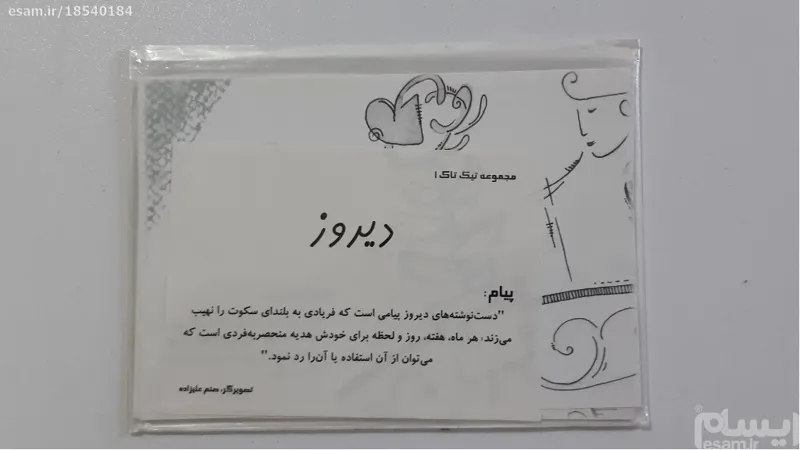 esam.ir/18540184
مجموعه تیک تاک ۱
دیروز
پیام:
"دست‌نوشته‌های دیروز پیامی است که فریادی به بلندای سکوت را نهیب
می‌زند: هر ماه، هفته، روز و لحظه برای خودش هدیه منحصربه‌فردی است که
می‌توان از آن استفاده یا آن‌را رد نمود."
تصویرگر: صنم علیزاده
ایسام
esam.ir